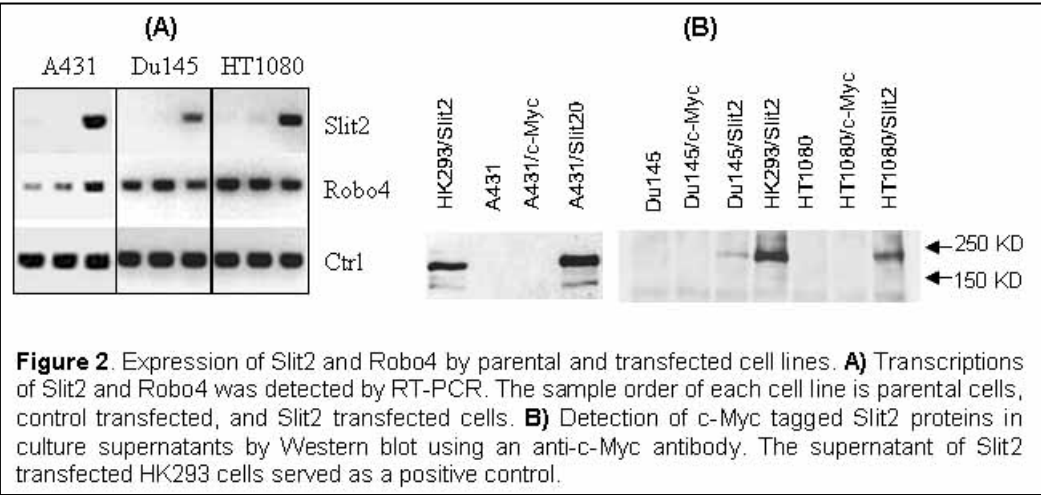 (A)
(B)
A431 Du145 HT1080
Slit2
Robo4
Ctrl
HK293/Slit2
A431
A431/c-Myc
A431/Slit20
Du145
Du145/c-Myc
Du145/Slit2
HK293/Slit2
HT1080
HT1080/c-Myc
HT1080/Slit2
250 KD
150 KD
Figure 2. Expression of Slit2 and Robo4 by parental and transfected cell lines. A) Transcriptions
of Slit2 and Robo4 was detected by RT-PCR. The sample order of each cell line is parental cells,
control transfected, and Slit2 transfected cells. B) Detection of c-Myc tagged Slit2 proteins in
culture supernatants by Western blot using an anti-c-Myc antibody. The supernatant of Slit2
transfected HK293 cells served as a positive control.